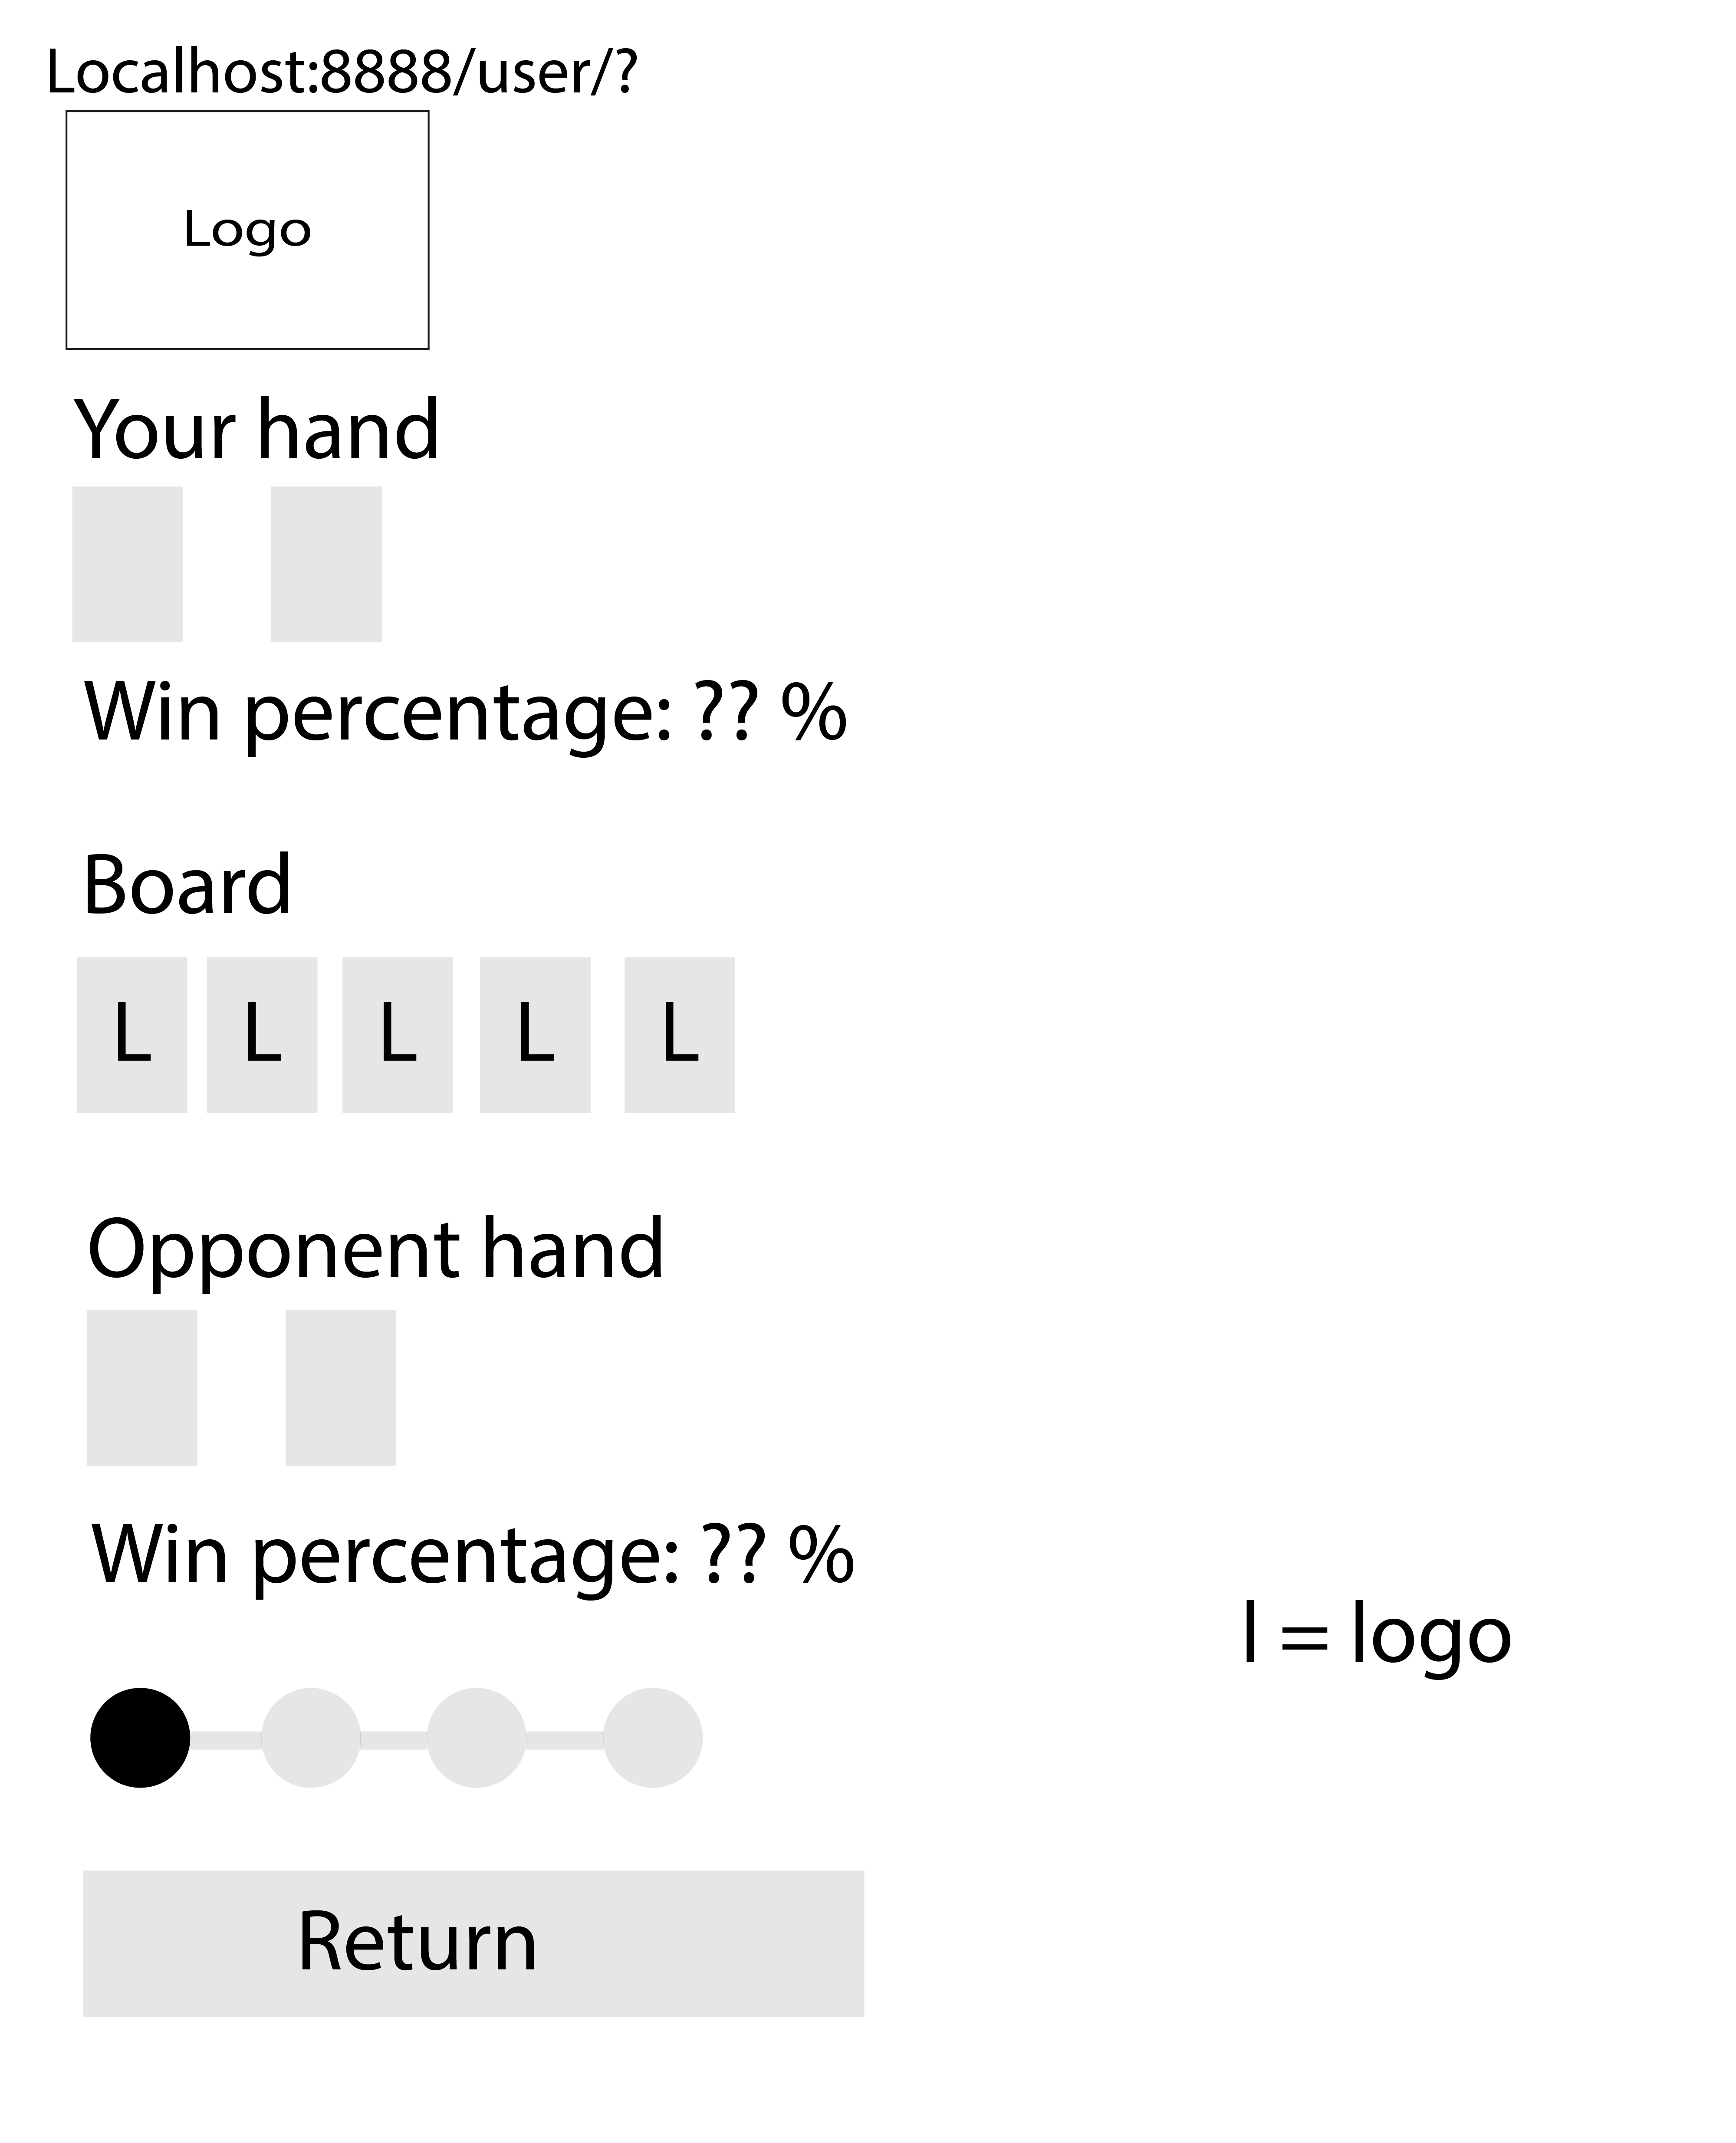 Localhost:8888/user/?
Logo
Your hand
Win percentage: ?? %
Board
L L L L L
Opponent hand
Win percentage: ?? %
l = logo
Return